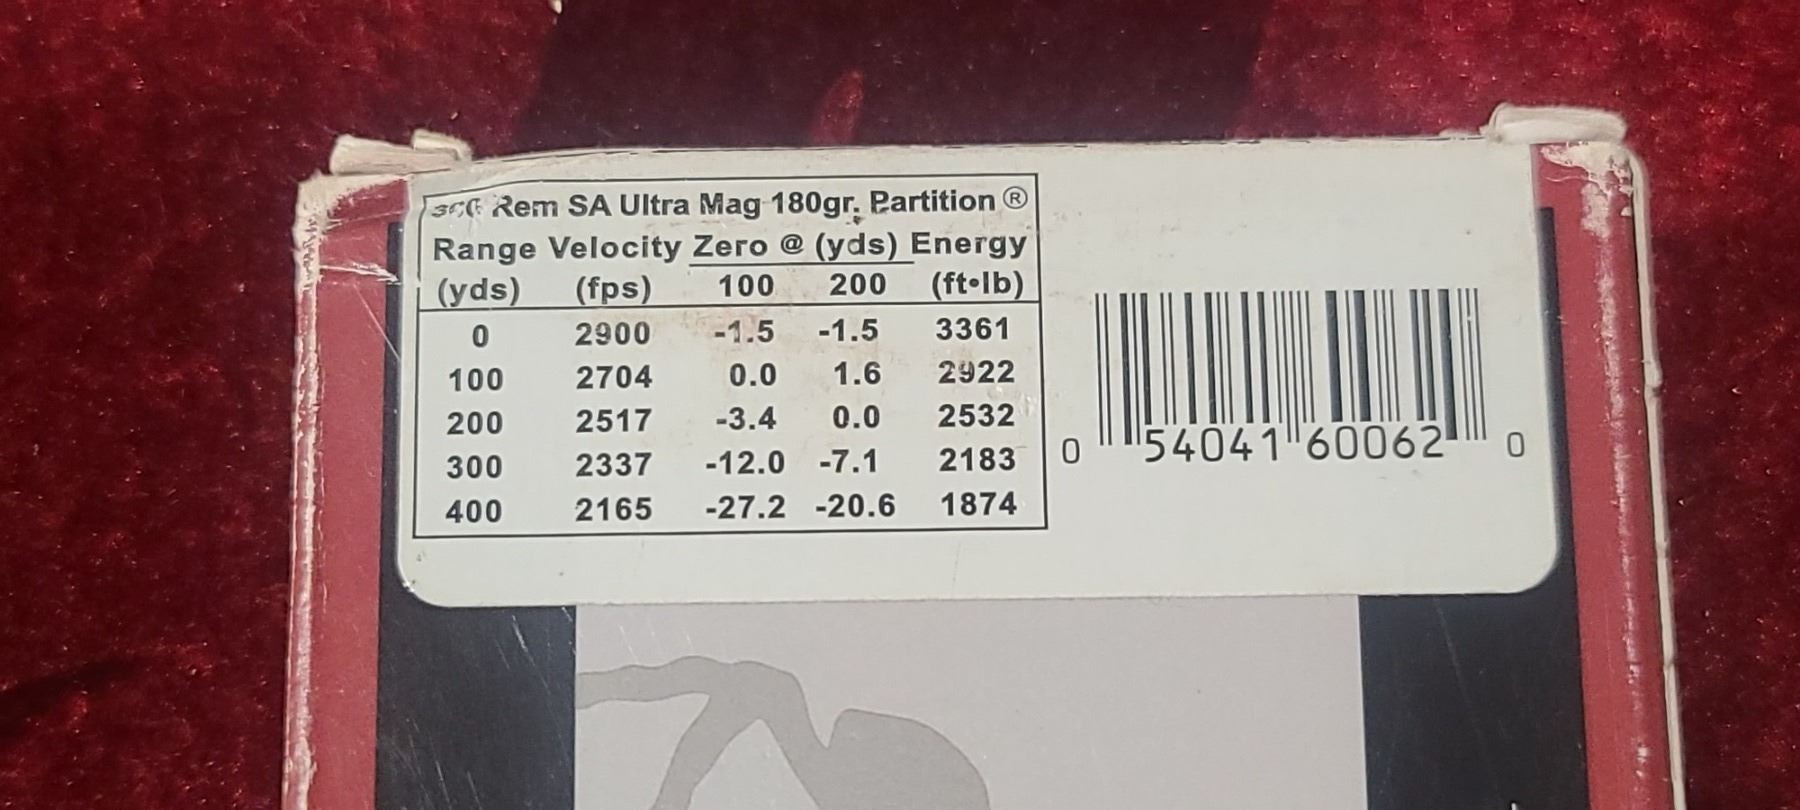 300 Rem SA Ultra Mag 180gr. Partition ®
Range Velocity Zero @ (yds) Energy
(yds) (fps) 100 200 (ft•lb)
0 2900 -1.5 -1.5 3361
100 2704 0.0 1.6 2922
200 2517 -3.4 0.0 2532
300 2337 -12.0 -7.1 2183
400 2165 -27.2 -20.6 1874
0 54041 60062 0